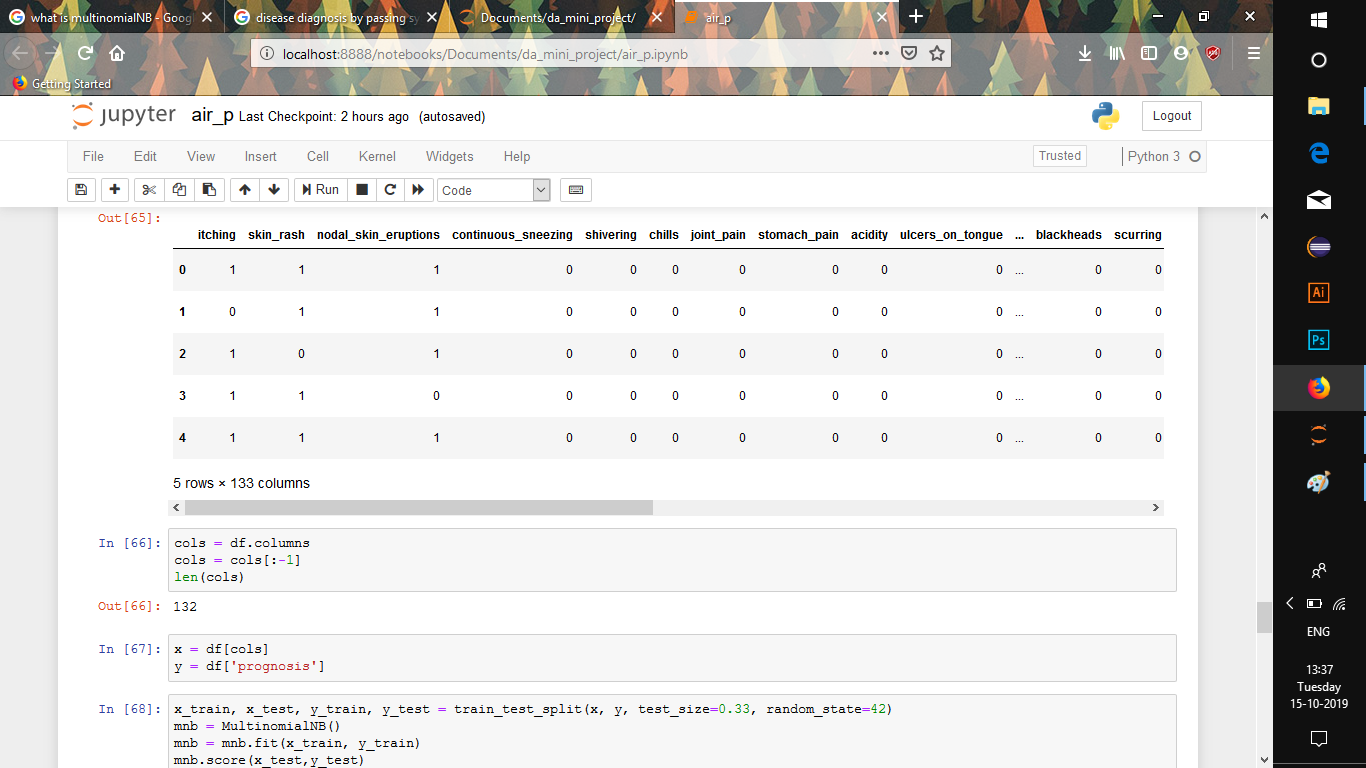 what is multinomialNB - Goog
disease diagnosis by passing sy
Documents/da_mini_project/
air_p
localhost:8888/notebooks/Documents/da_mini_project/air_p.ipynb
Getting Started
jupyter air_p Last Checkpoint: 2 hours ago (autosaved)
Logout
File Edit View Insert Cell Kernel Widgets Help
Trusted
Python 3
Run
Code
Out[65]:
itching skin_rash nodal_skin_eruptions continuous_sneezing shivering chills joint_pain stomach_pain acidity ulcers_on_tongue ... blackheads scurring
0 1 1 1 0 0 0 0 0 0 0 ... 0 0
1 0 1 1 0 0 0 0 0 0 0 ... 0 0
2 1 0 1 0 0 0 0 0 0 0 ... 0 0
3 1 1 0 0 0 0 0 0 0 0 ... 0 0
4 1 1 1 0 0 0 0 0 0 0 ... 0 0
5 rows × 133 columns
In [66]: cols = df.columns
cols = cols[:-1]
len(cols)
Out[66]: 132
In [67]: x = df[cols]
y = df['prognosis']
In [68]: x_train, x_test, y_train, y_test = train_test_split(x, y, test_size=0.33, random_state=42)
mnb = MultinomialNB()
mnb = mnb.fit(x_train, y_train)
mnb.score(x_test,y_test)
Ai
Ps
ENG
13:37
Tuesday
15-10-2019